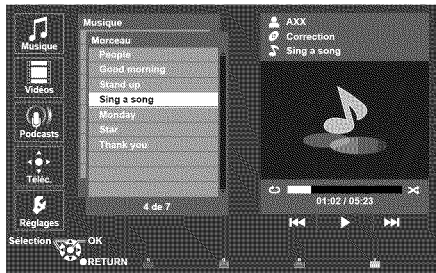 Musique
Vidéos
Podcasts
Téléc.
Réglages
Sélection
OK
RETURN
Musique
Morceau
People
Good morning
Stand up
Sing a song
Monday
Star
Thank you
4 de 7
AXX
Correction
Sing a song
01:02 / 05:23